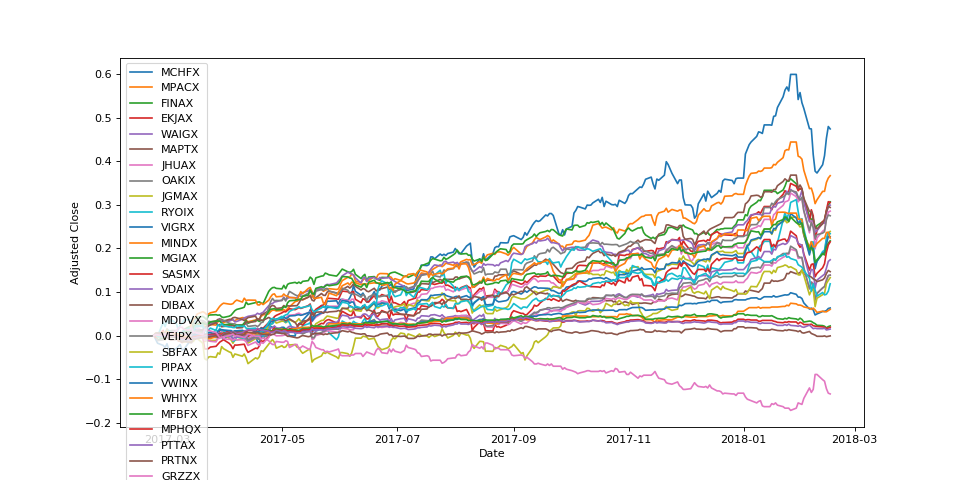 0.6
0.5
0.4
0.3
0.2
0.1
0.0
−0.1
−0.2
Adjusted Close
MCHFX
MPACX
FINAX
EKJAX
WAIGX
MAPTX
JHUAX
OAKIX
JGMAX
RYOIX
VIGRX
MINDX
MGIAX
SASMX
VDAIX
DIBAX
MDDVX
VEIPX
SBFAX
PIPAX
VWINX
WHIYX
MFBFX
MPHQX
PTTAX
PRTNX
GRZZX
2017-03
2017-05
2017-07
2017-09
2017-11
2018-01
2018-03
Date